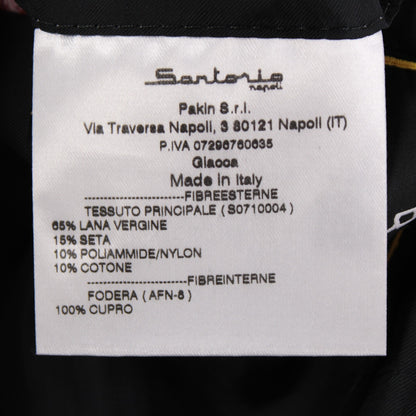 Sartorio
napoli
Pakin S.r.l.
Via Traversa Napoli, 3 80121 Napoli (IT)
P.IVA 07296760635
Giacca
Made in Italy
------------------------FIBREESTERNE
TESSUTO PRINCIPALE ( S0710004 )
65% LANA VERGINE
15% SETA
10% POLIAMMIDE/NYLON
10% COTONE
------------------------FIBREINTERNE
FODERA ( AFN-6 )
100% CUPRO